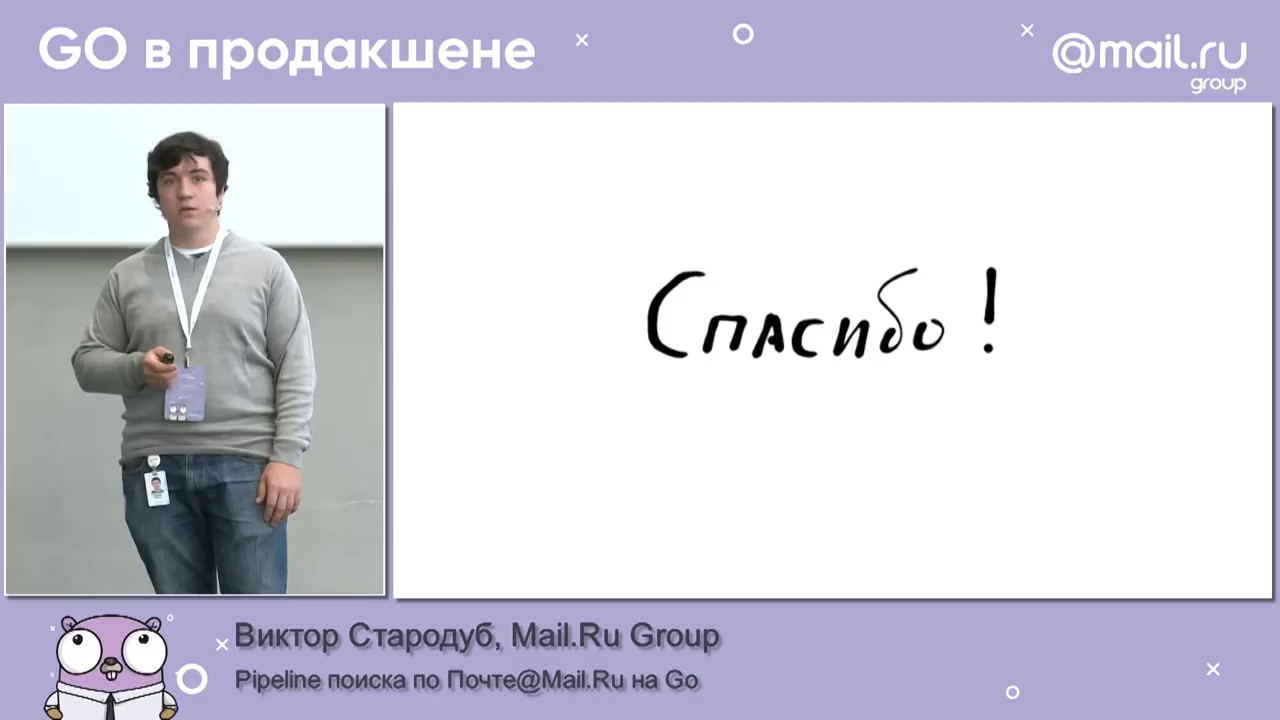 GO в продакшене
@mail.ru
group
Спасибо!
Виктор Стародуб, Mail.Ru Group
Pipeline поиска по Почте@Mail.Ru на Go